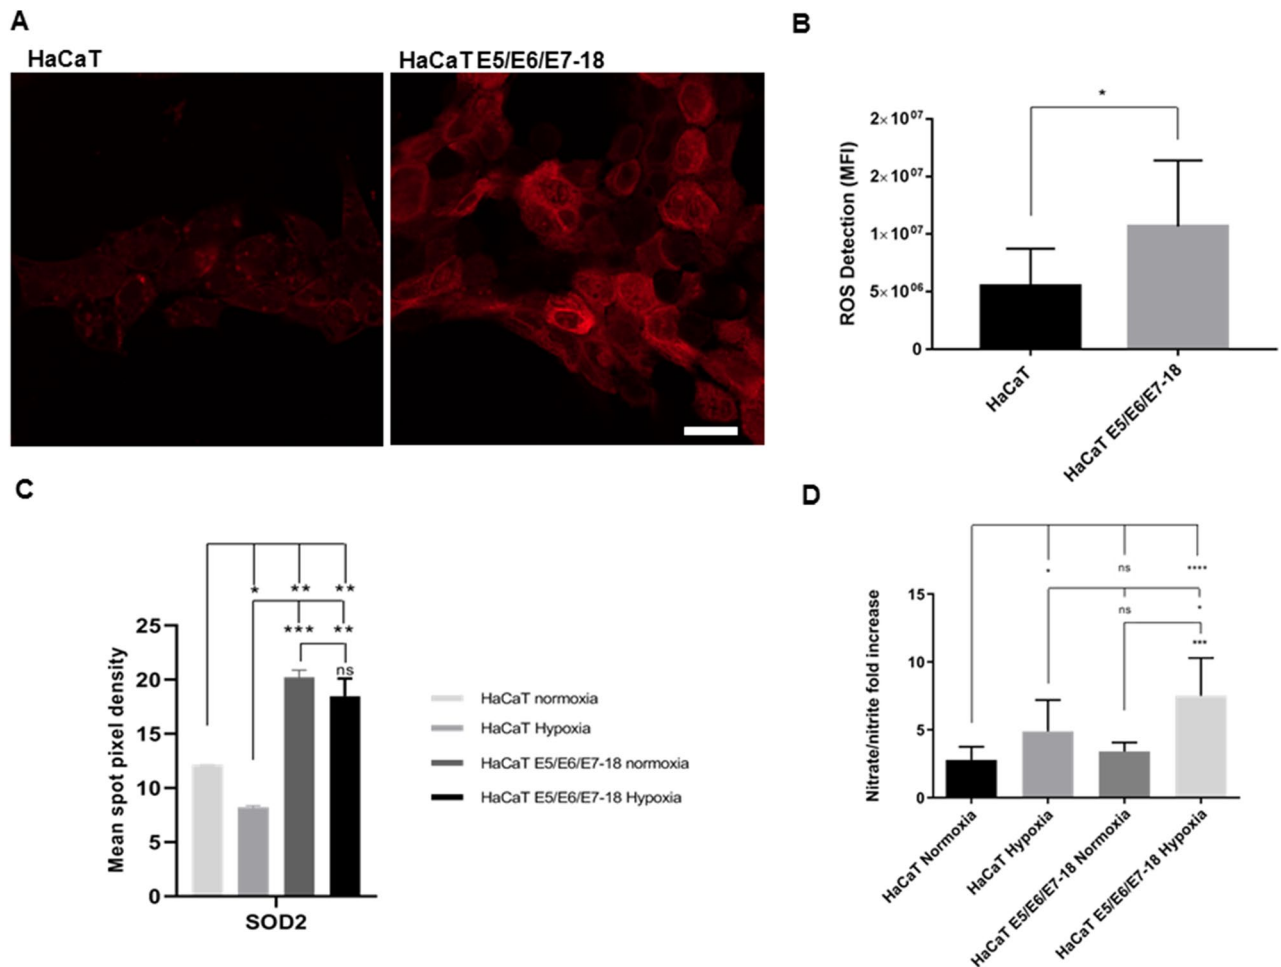 A
HaCaT
HaCaT E5/E6/E7-18
B
*
ROS Detection (MFI)
2×10⁰⁷
2×10⁰⁷
1×10⁰⁷
5×10⁰⁶
0
HaCaT
HaCaT E5/E6/E7-18
C
* ** **
*** **
ns
Mean spot pixel density
25
20
15
10
5
0
SOD2
HaCaT normoxia
HaCaT Hypoxia
HaCaT E5/E6/E7-18 normoxia
HaCaT E5/E6/E7-18 Hypoxia
D
* ns ****
ns *
***
Nitrate/nitrite fold increase
15
10
5
0
HaCaT Normoxia
HaCaT Hypoxia
HaCaT E5/E6/E7-18 Normoxia
HaCaT E5/E6/E7-18 Hypoxia